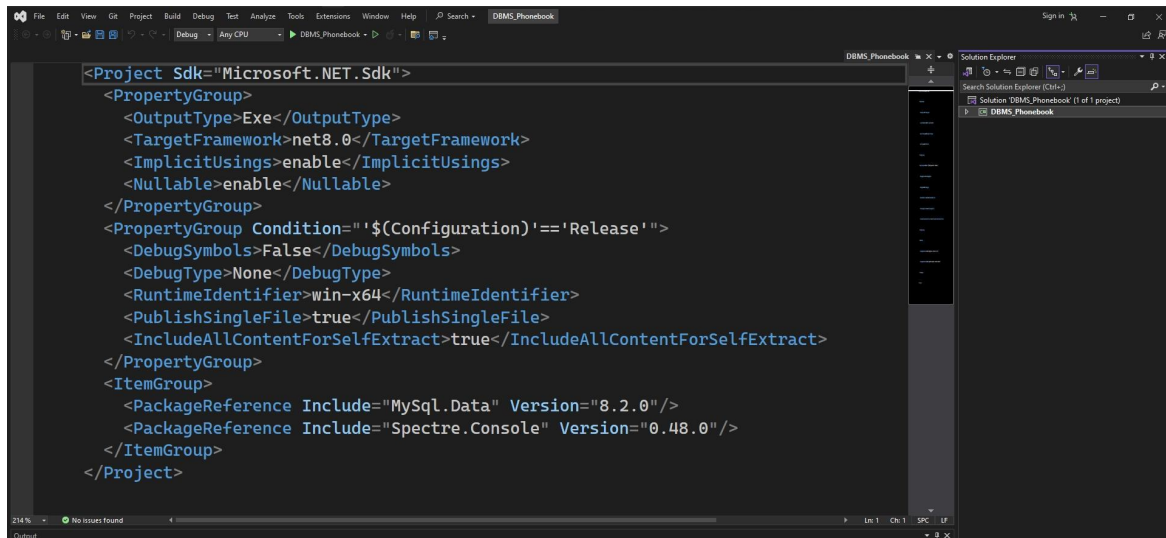 File Edit View Git Project Build Debug Test Analyze Tools Extensions Window Help Search DBMS_Phonebook Sign in
Debug Any CPU DBMS_Phonebook
DBMS_Phonebook
<Project Sdk="Microsoft.NET.Sdk">
<PropertyGroup>
<OutputType>Exe</OutputType>
<TargetFramework>net8.0</TargetFramework>
<ImplicitUsings>enable</ImplicitUsings>
<Nullable>enable</Nullable>
</PropertyGroup>
<PropertyGroup Condition="'$(Configuration)'=='Release'">
<DebugSymbols>False</DebugSymbols>
<DebugType>None</DebugType>
<RuntimeIdentifier>win-x64</RuntimeIdentifier>
<PublishSingleFile>true</PublishSingleFile>
<IncludeAllContentForSelfExtract>true</IncludeAllContentForSelfExtract>
</PropertyGroup>
<ItemGroup>
<PackageReference Include="MySql.Data" Version="8.2.0"/>
<PackageReference Include="Spectre.Console" Version="0.48.0"/>
</ItemGroup>
</Project>
214% No issues found Ln: 1 Ch: 1 SPC LF
Output
Solution Explorer
Search Solution Explorer (Ctrl+;)
Solution 'DBMS_Phonebook' (1 of 1 project)
DBMS_Phonebook